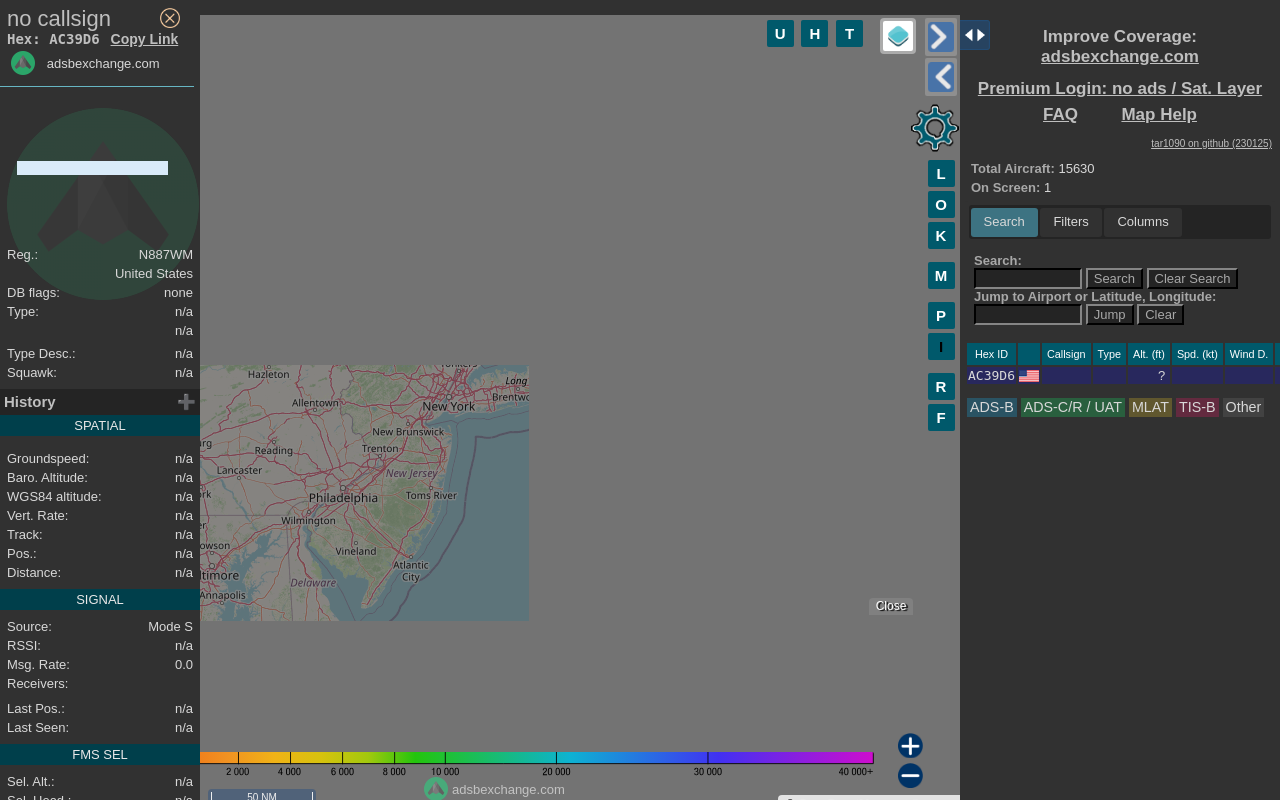 no callsign
Hex: AC39D6 Copy Link
adsbexchange.com
Reg.: N887WM
United States
DB flags: none
Type: n/a
n/a
Type Desc.: n/a
Squawk: n/a
History
SPATIAL
Groundspeed: n/a
Baro. Altitude: n/a
WGS84 altitude: n/a
Vert. Rate: n/a
Track: n/a
Pos.: n/a
Distance: n/a
SIGNAL
Source: Mode S
RSSI: n/a
Msg. Rate: 0.0
Receivers:
Last Pos.: n/a
Last Seen: n/a
FMS SEL
Sel. Alt.: n/a
U H T
L
O
K
M
P
I
R
F
Hazleton
Long
Allentown
Brentwo
New York
New Brunswick
Reading
Trenton
Lancaster
New Jersey
Philadelphia
Toms River
Wilmington
Vineland
Atlantic
City
Delaware
Annapolis
Close
2 000 4 000 6 000 8 000 10 000 20 000 30 000 40 000+
adsbexchange.com
50 NM
Improve Coverage:
adsbexchange.com
Premium Login: no ads / Sat. Layer
FAQ Map Help
tar1090 on github (230125)
Total Aircraft: 15630
On Screen: 1
Search Filters Columns
Search:
Search Clear Search
Jump to Airport or Latitude, Longitude:
Jump Clear
Hex ID Callsign Type Alt. (ft) Spd. (kt) Wind D.
AC39D6 ?
ADS-B ADS-C/R / UAT MLAT TIS-B Other